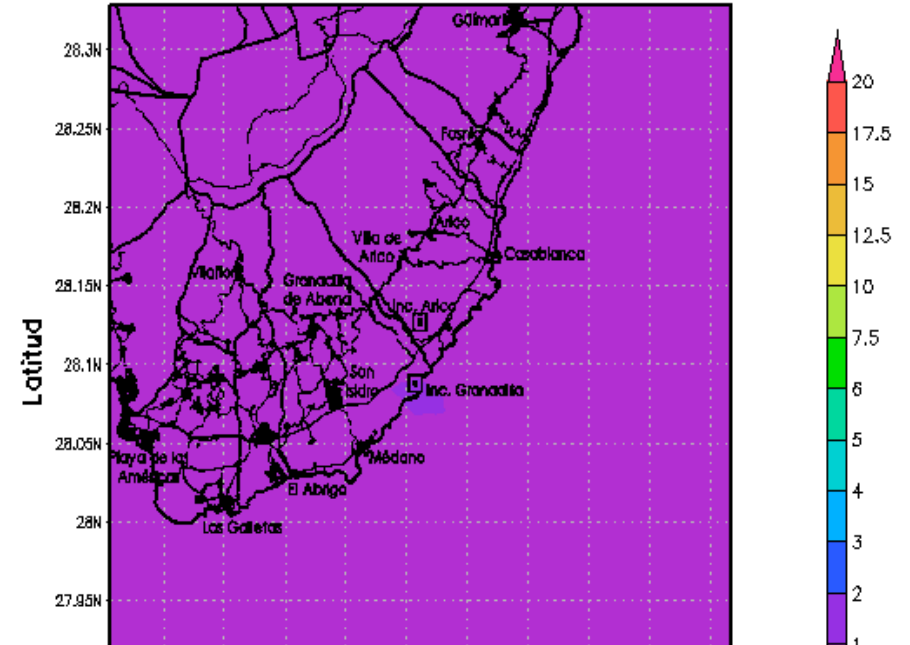 Güímar
28.3N
20
28.25N
Fasnia
17.5
15
28.2N
Arico
Villa de
Arico
Casablanca
12.5
Vilaflor
Granadilla
de Abona
28.15N
10
Inc. Arico
7.5
Latitud
28.1N
San
Isidro
Inc. Granadilla
6
5
28.05N
Playa de las
Américas
Médano
El Abrigo
4
28N
Las Galletas
3
27.95N
2
1